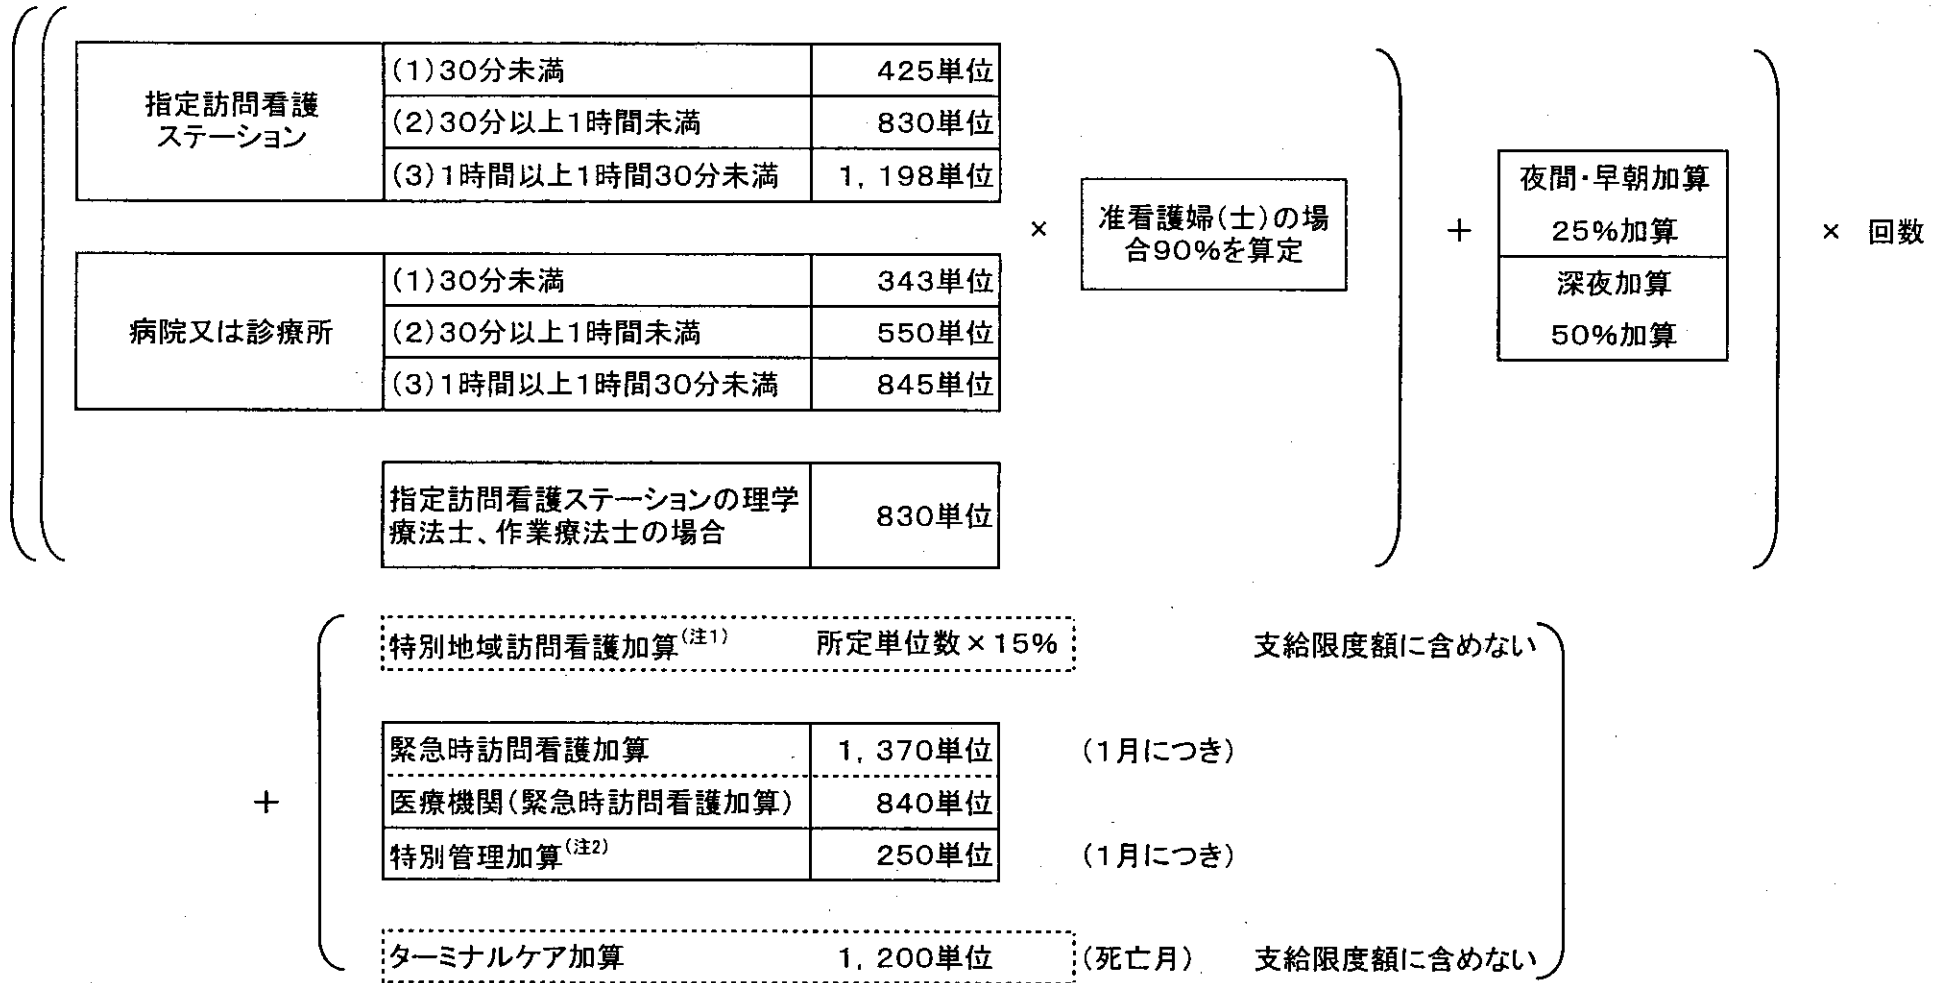 指定訪問看護
ステーション
(1)30分未満 425単位
(2)30分以上1時間未満 830単位
(3)1時間以上1時間30分未満 1,198単位
病院又は診療所
(1)30分未満 343単位
(2)30分以上1時間未満 550単位
(3)1時間以上1時間30分未満 845単位
指定訪問看護ステーションの理学
療法士、作業療法士の場合
830単位
×
准看護婦(士)の場
合90%を算定
+
夜間・早朝加算
25%加算
深夜加算
50%加算
× 回数
+
特別地域訪問看護加算(注1) 所定単位数×15% 支給限度額に含めない
緊急時訪問看護加算 1,370単位 (1月につき)
医療機関(緊急時訪問看護加算) 840単位
特別管理加算(注2) 250単位 (1月につき)
ターミナルケア加算 1,200単位 (死亡月) 支給限度額に含めない